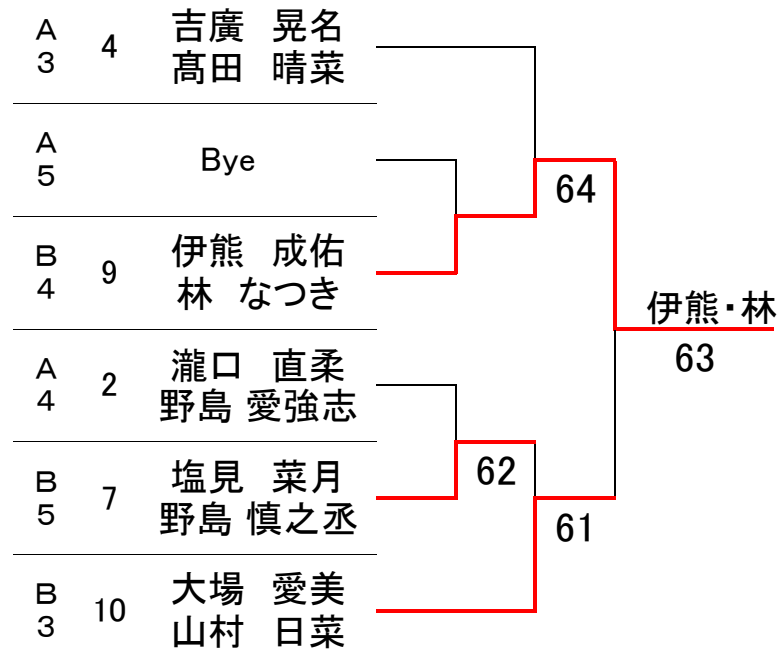 A
3
4
吉廣 晃名
髙田 晴菜
A
5
Bye
B
4
9
伊熊 成佑
林 なつき
A
4
2
瀧口 直柔
野島 愛強志
B
5
7
塩見 菜月
野島 慎之丞
B
3
10
大場 愛美
山村 日菜
64
62
61
伊熊・林
63